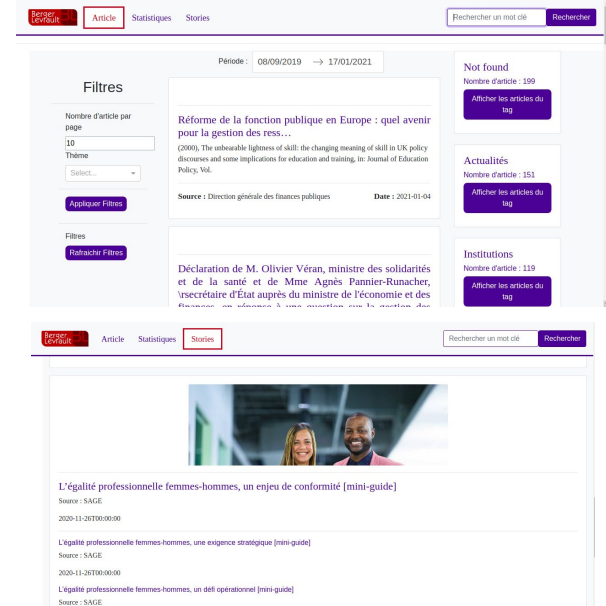 Berger
Levrault
Article
Statistiques
Stories
Rechercher un mot clé
Rechercher
Période :
08/09/2019 → 17/01/2021
Filtres
Nombre d'article par
page
10
Thème
Select...
Appliquer Filtres
Filtres
Rafraichir Filtres
Réforme de la fonction publique en Europe : quel avenir
pour la gestion des ress…
(2000), The unbearable lightness of skill: the changing meaning of skill in UK policy
discourses and some implications for education and training, in: Journal of Education
Policy, Vol.
Source : Direction générale des finances publiques
Date : 2021-01-04
Déclaration de M. Olivier Véran, ministre des solidarités
et de la santé et de Mme Agnès Pannier-Runacher,
\rsecrétaire d'État auprès du ministre de l'économie et des
finances, en réponse à une question sur la gestion des
Not found
Nombre d'article : 199
Afficher les articles du
tag
Actualités
Nombre d'article : 151
Afficher les articles du
tag
Institutions
Nombre d'article : 119
Afficher les articles du
tag
Berger
Levrault
Article
Statistiques
Stories
Rechercher un mot clé
Rechercher
L'égalité professionnelle femmes-hommes, un enjeu de conformité [mini-guide]
Source : SAGE
2020-11-26T00:00:00
L'égalité professionnelle femmes-hommes, une exigence stratégique [mini-guide]
Source : SAGE
2020-11-26T00:00:00
L'égalité professionnelle femmes-hommes, un défi opérationnel [mini-guide]
Source : SAGE